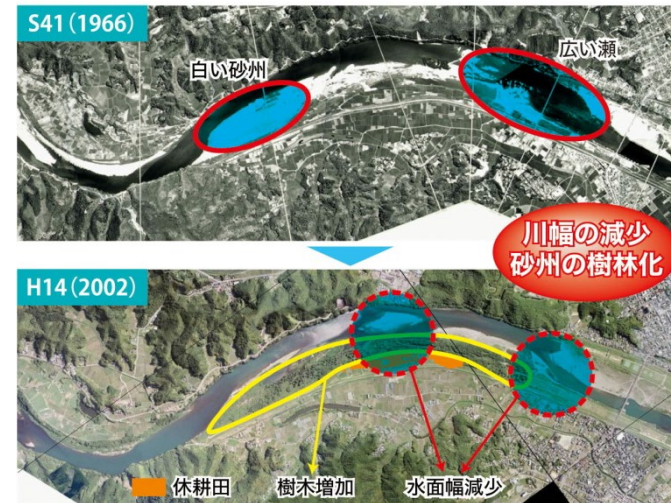 S41(1966)
白い砂州
広い瀬
川幅の減少
砂州の樹林化
H14(2002)
休耕田
樹木増加
水面幅減少